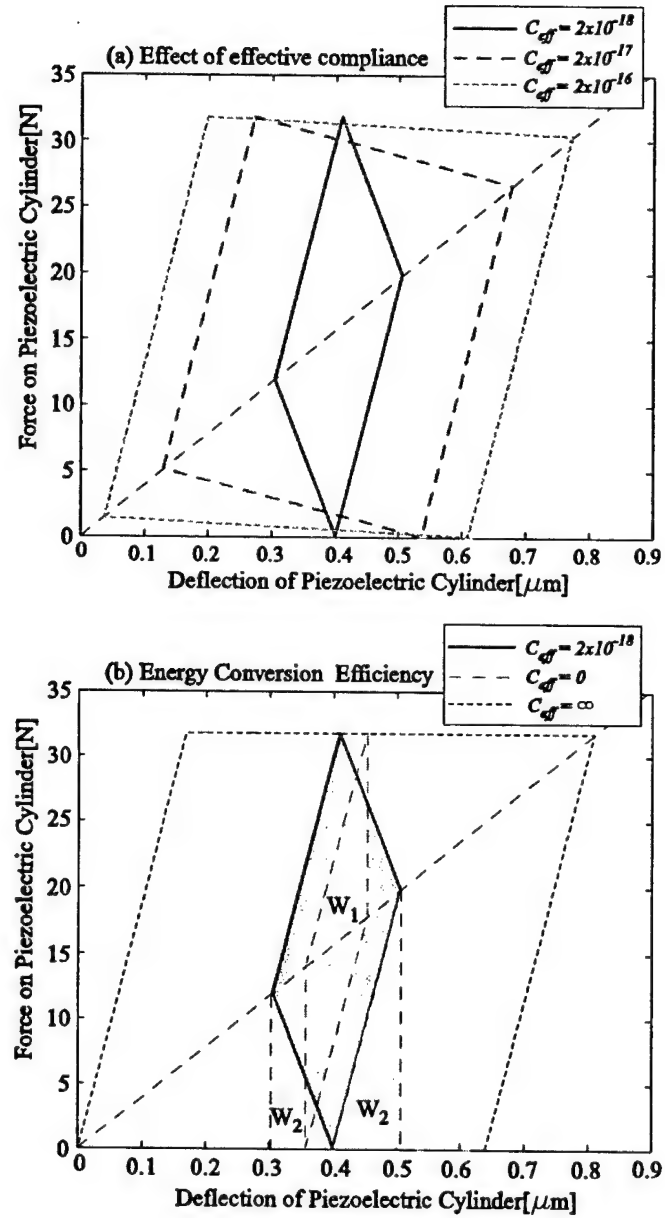 (a) Effect of effective compliance
C_eff = 2x10^-18
C_eff = 2x10^-17
C_eff = 2x10^-16
Force on Piezoelectric Cylinder[N]
35
30
25
20
15
10
5
0
0 0.1 0.2 0.3 0.4 0.5 0.6 0.7 0.8 0.9
Deflection of Piezoelectric Cylinder[μm]
(b) Energy Conversion Efficiency
C_eff = 2x10^-18
C_eff = 0
C_eff = ∞
Force on Piezoelectric Cylinder[N]
35
30
25
20
15
10
5
0
W_1
W_2 W_2
0 0.1 0.2 0.3 0.4 0.5 0.6 0.7 0.8 0.9
Deflection of Piezoelectric Cylinder[μm]